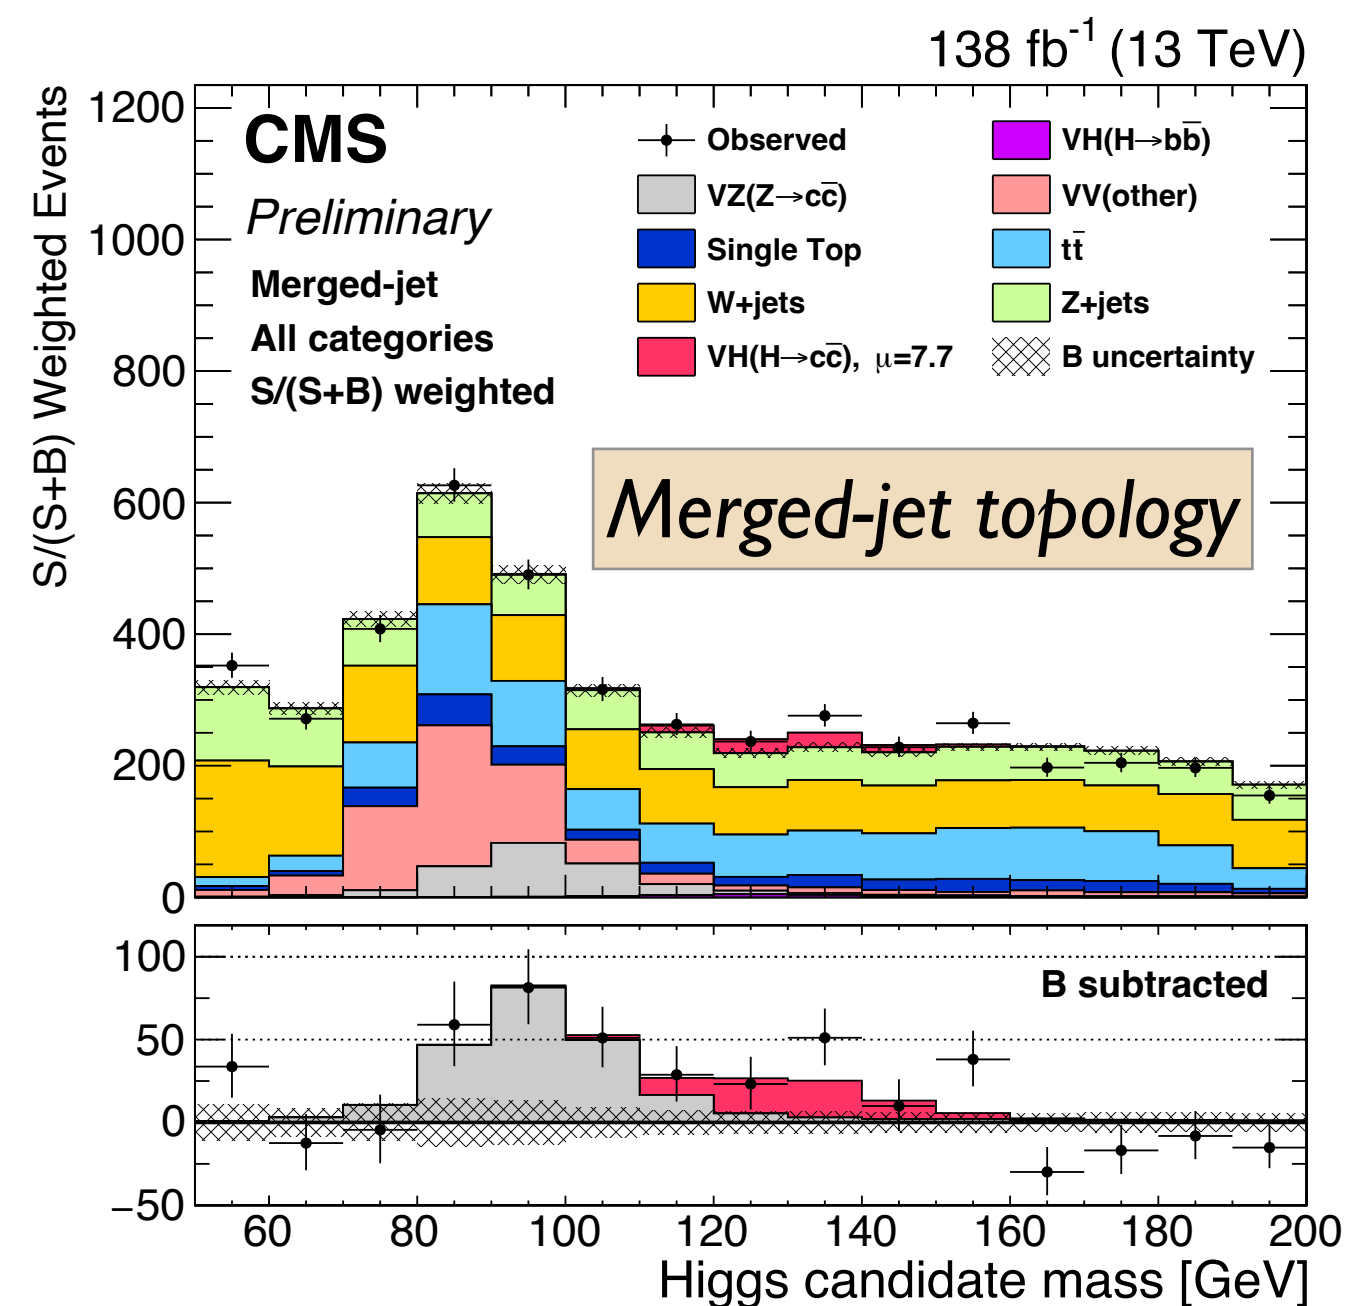 138 fb⁻¹ (13 TeV)
S/(S+B) Weighted Events
1200
1000
800
600
400
200
0
CMS
Preliminary
Merged-jet
All categories
S/(S+B) weighted
Observed
VZ(Z→cc̄)
Single Top
W+jets
VH(H→cc̄), μ=7.7
VH(H→bb̄)
VV(other)
tt̄
Z+jets
B uncertainty
Merged-jet topology
100
50
0
−50
B subtracted
60 80 100 120 140 160 180 200
Higgs candidate mass [GeV]